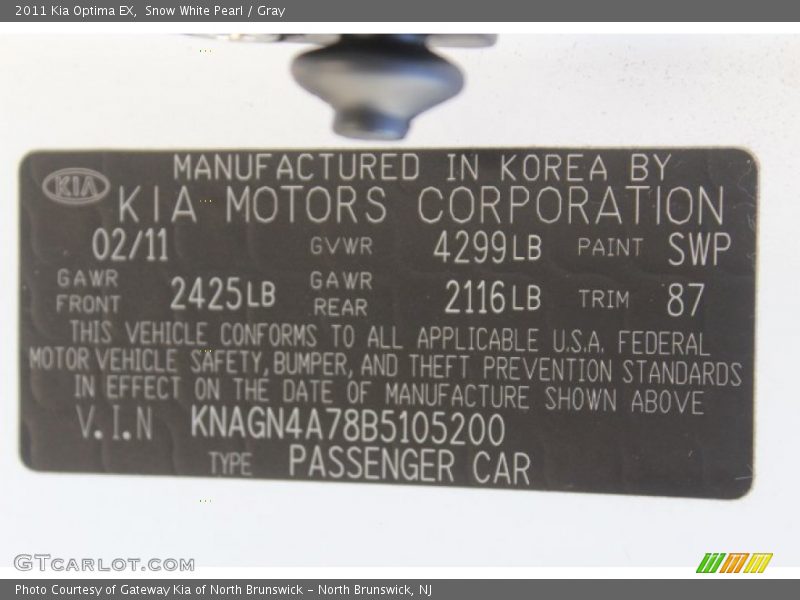 2011 Kia Optima EX, Snow White Pearl / Gray
MANUFACTURED IN KOREA BY
KIA KIA MOTORS CORPORATION
02/11 GVWR 4299LB PAINT SWP
GAWR FRONT 2425LB GAWR REAR 2116LB TRIM 87
THIS VEHICLE CONFORMS TO ALL APPLICABLE U.S.A. FEDERAL
MOTOR VEHICLE SAFETY, BUMPER, AND THEFT PREVENTION STANDARDS
IN EFFECT ON THE DATE OF MANUFACTURE SHOWN ABOVE
V.I.N KNAGN4A78B5105200
TYPE PASSENGER CAR
GTCarLot.com
Photo Courtesy of Gateway Kia of North Brunswick - North Brunswick, NJ